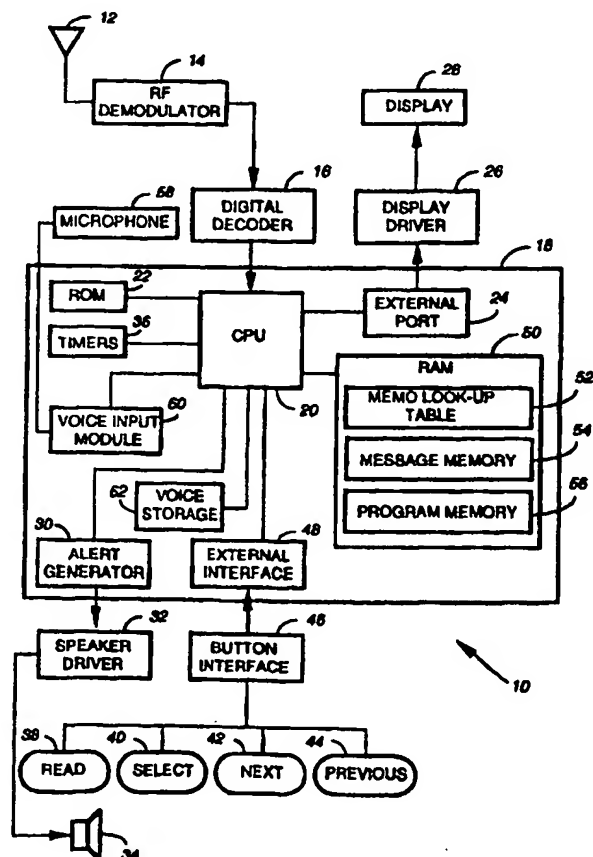 12
14
RF
DEMODULATOR
28
DISPLAY
58
MICROPHONE
16
DIGITAL
DECODER
26
DISPLAY
DRIVER
18
22
ROM
CPU
EXTERNAL
PORT
24
36
TIMERS
20
50
RAM
MEMO LOOK-UP
TABLE
52
VOICE INPUT
MODULE
60
MESSAGE MEMORY
54
62
VOICE
STORAGE
PROGRAM MEMORY
56
30
ALERT
GENERATOR
48
EXTERNAL
INTERFACE
32
SPEAKER
DRIVER
46
BUTTON
INTERFACE
10
38
READ
40
SELECT
42
NEXT
44
PREVIOUS
34